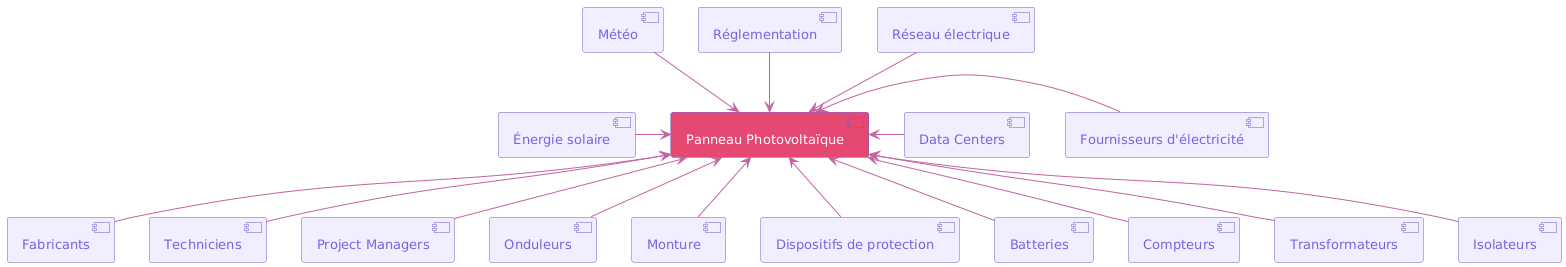 Météo
Réglementation
Réseau électrique
Énergie solaire
Panneau Photovoltaïque
Data Centers
Fournisseurs d'électricité
Fabricants
Techniciens
Project Managers
Onduleurs
Monture
Dispositifs de protection
Batteries
Compteurs
Transformateurs
Isolateurs